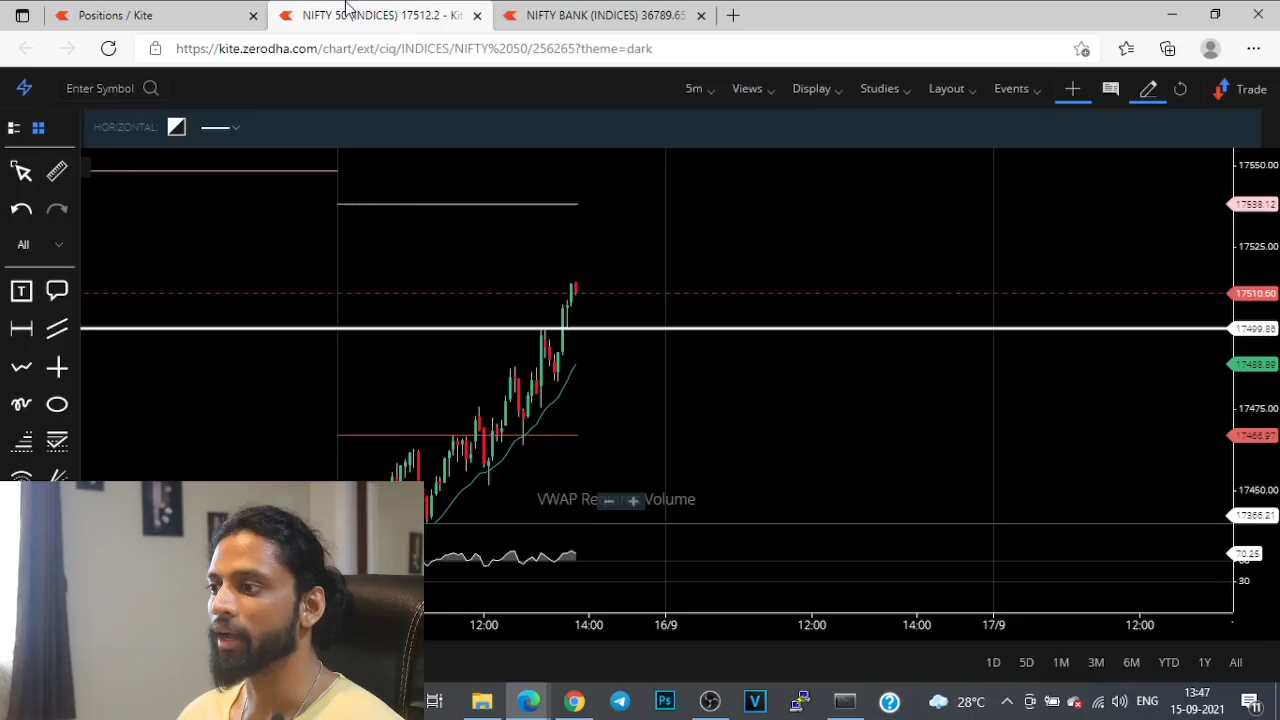 Positions / Kite
NIFTY 50 (INDICES) 17512.2 - Kit
NIFTY BANK (INDICES) 36789.65
https://kite.zerodha.com/chart/ext/ciq/INDICES/NIFTY%2050/256265?theme=dark
Enter Symbol
5m
Views
Display
Studies
Layout
Events
Trade
HORIZONTAL:
All
T
17550.00
17538.12
17525.00
17510.60
17499.86
17488.89
17475.00
17466.97
17450.00
17366.21
VWAP Re Volume
70.25
30
12:00
14:00
16/9
12:00
14:00
17/9
12:00
1D
5D
1M
3M
6M
YTD
1Y
All
Ps
V
28°C
ENG
13:47
15-09-2021
11